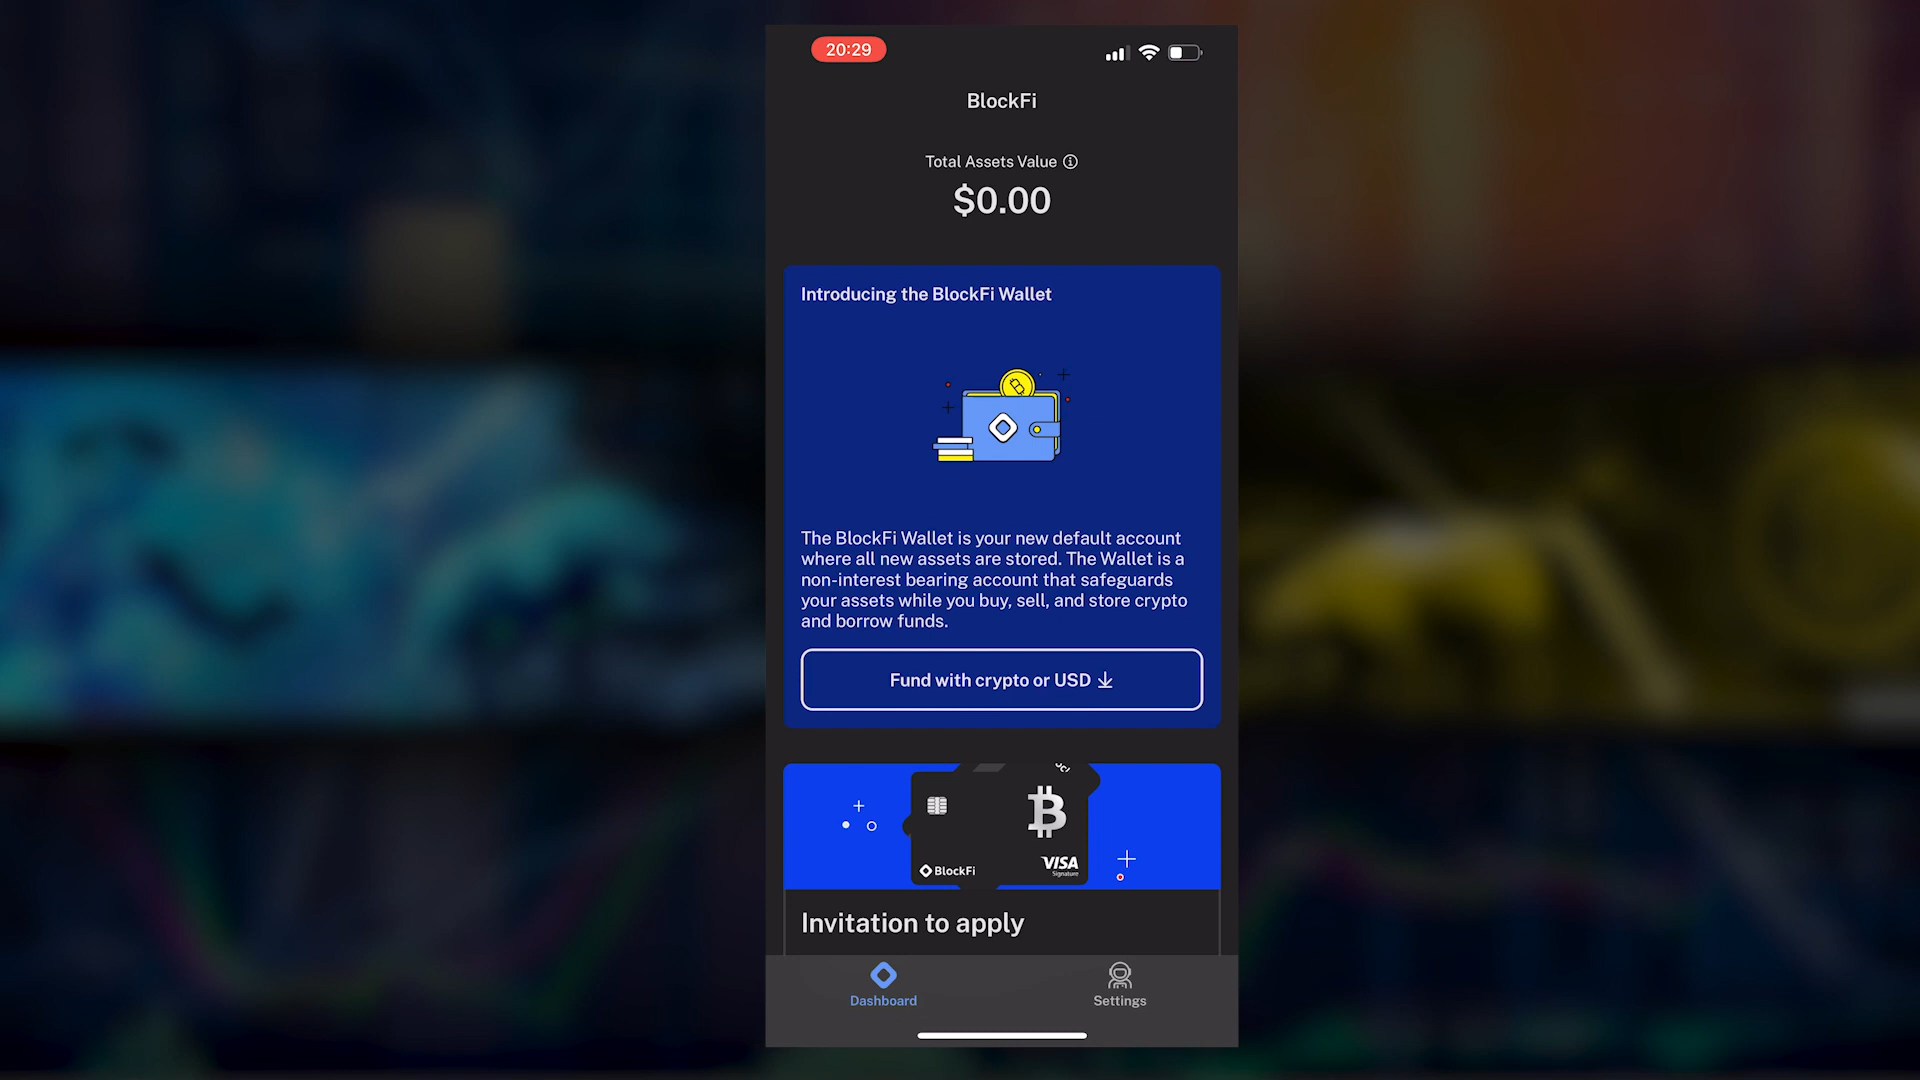 20:29
BlockFi
Total Assets Value
$0.00
Introducing the BlockFi Wallet
The BlockFi Wallet is your new default account
where all new assets are stored. The Wallet is a
non-interest bearing account that safeguards
your assets while you buy, sell, and store crypto
and borrow funds.
Fund with crypto or USD
BlockFi
VISA
Signature
Invitation to apply
Dashboard
Settings